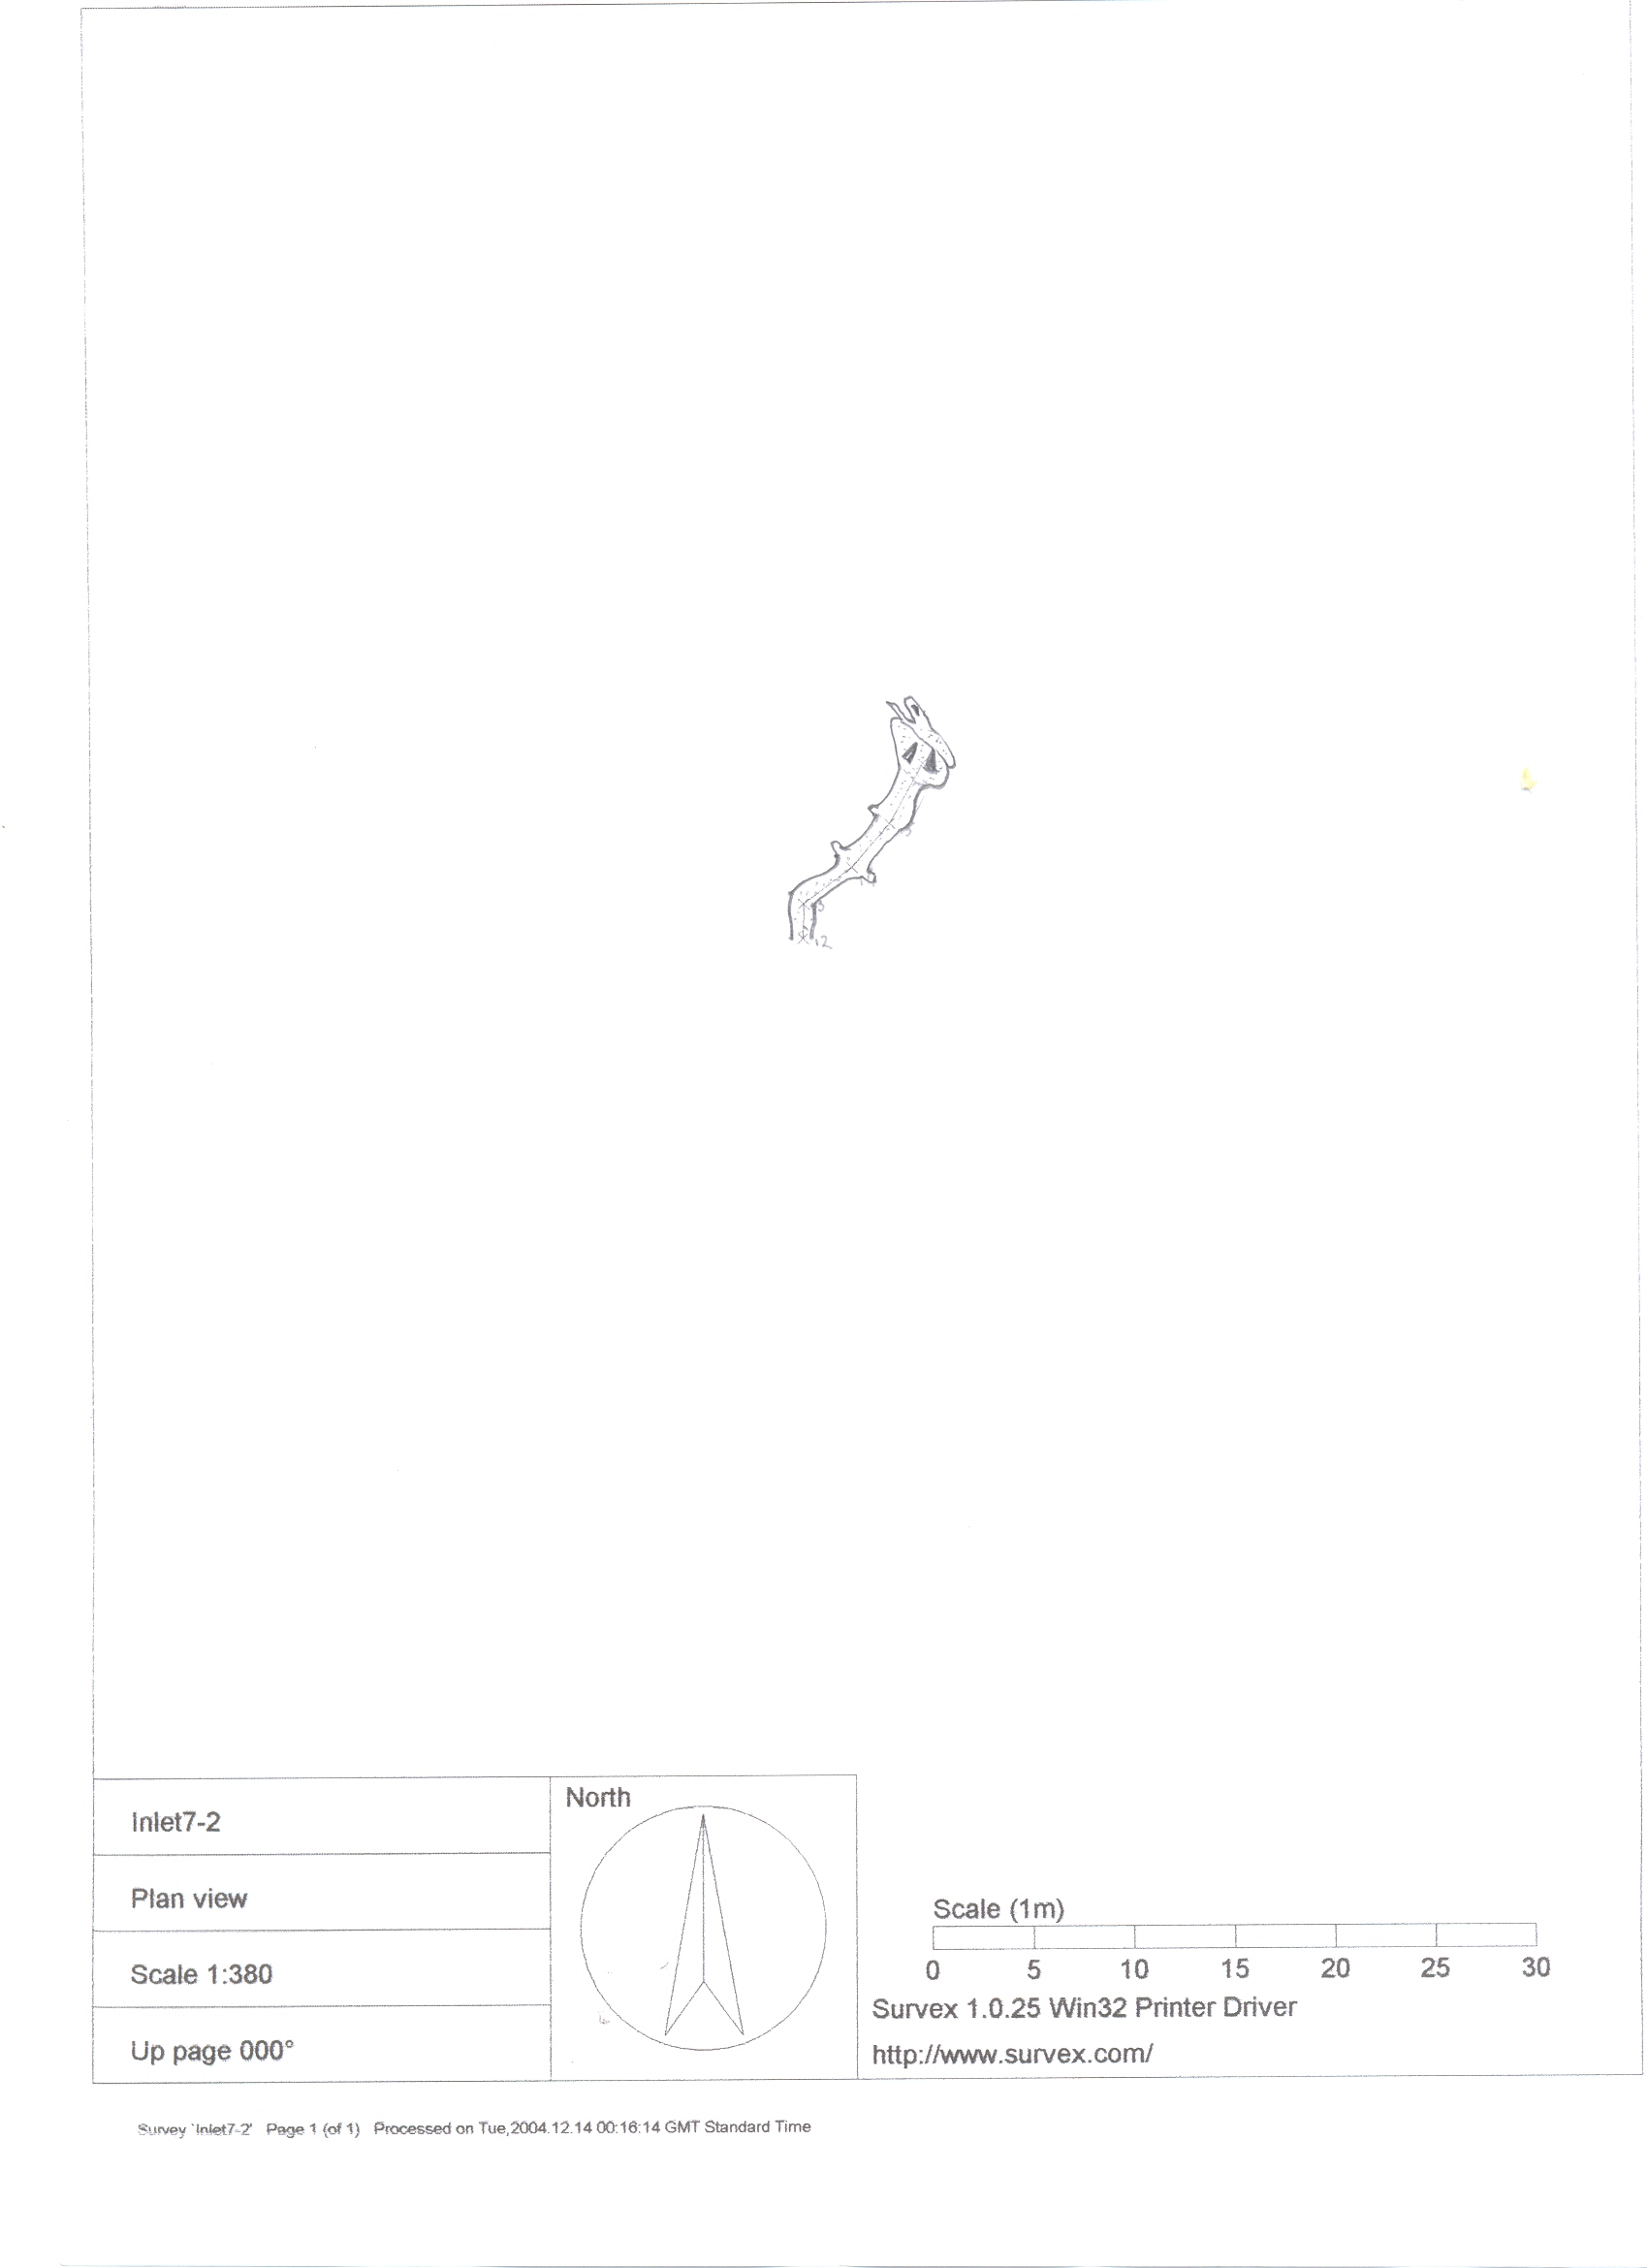 12
Inlet7-2
Plan view
Scale 1:380
Up page 000°
North
Scale (1m)
0 5 10 15 20 25 30
Survex 1.0.25 Win32 Printer Driver
http://www.survex.com/
Survey `Inlet7-2' Page 1 (of 1) Processed on Tue,2004.12.14 00:16:14 GMT Standard Time